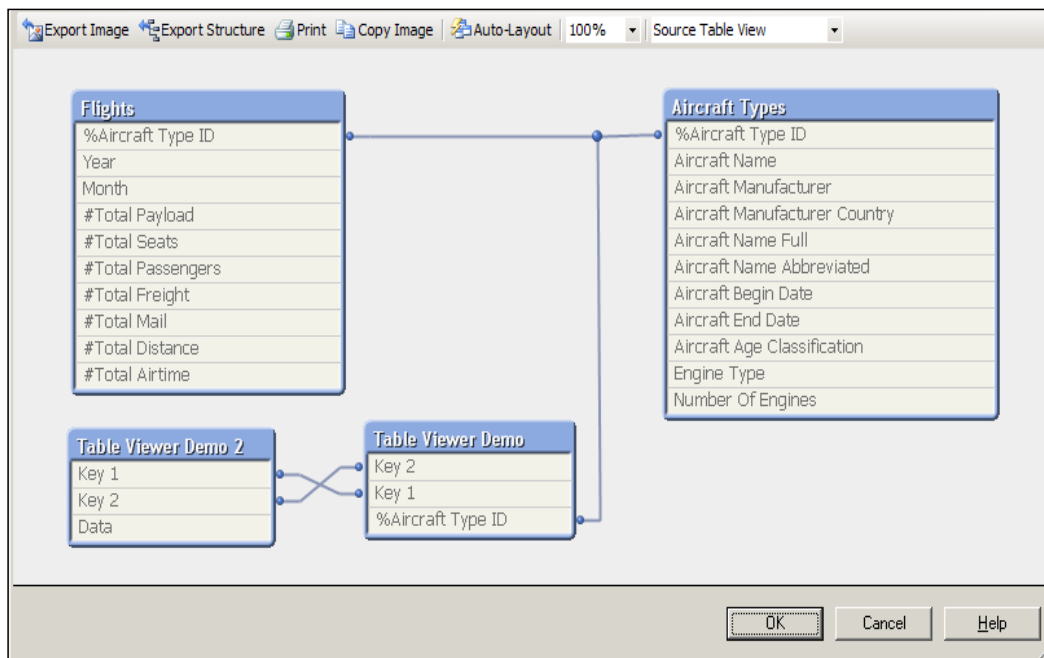 Export Image Export Structure Print Copy Image Auto-Layout 100% Source Table View
Flights
%Aircraft Type ID
Year
Month
#Total Payload
#Total Seats
#Total Passengers
#Total Freight
#Total Mail
#Total Distance
#Total Airtime
Aircraft Types
%Aircraft Type ID
Aircraft Name
Aircraft Manufacturer
Aircraft Manufacturer Country
Aircraft Name Full
Aircraft Name Abbreviated
Aircraft Begin Date
Aircraft End Date
Aircraft Age Classification
Engine Type
Number Of Engines
Table Viewer Demo 2
Key 1
Key 2
Data
Table Viewer Demo
Key 2
Key 1
%Aircraft Type ID
OK Cancel Help